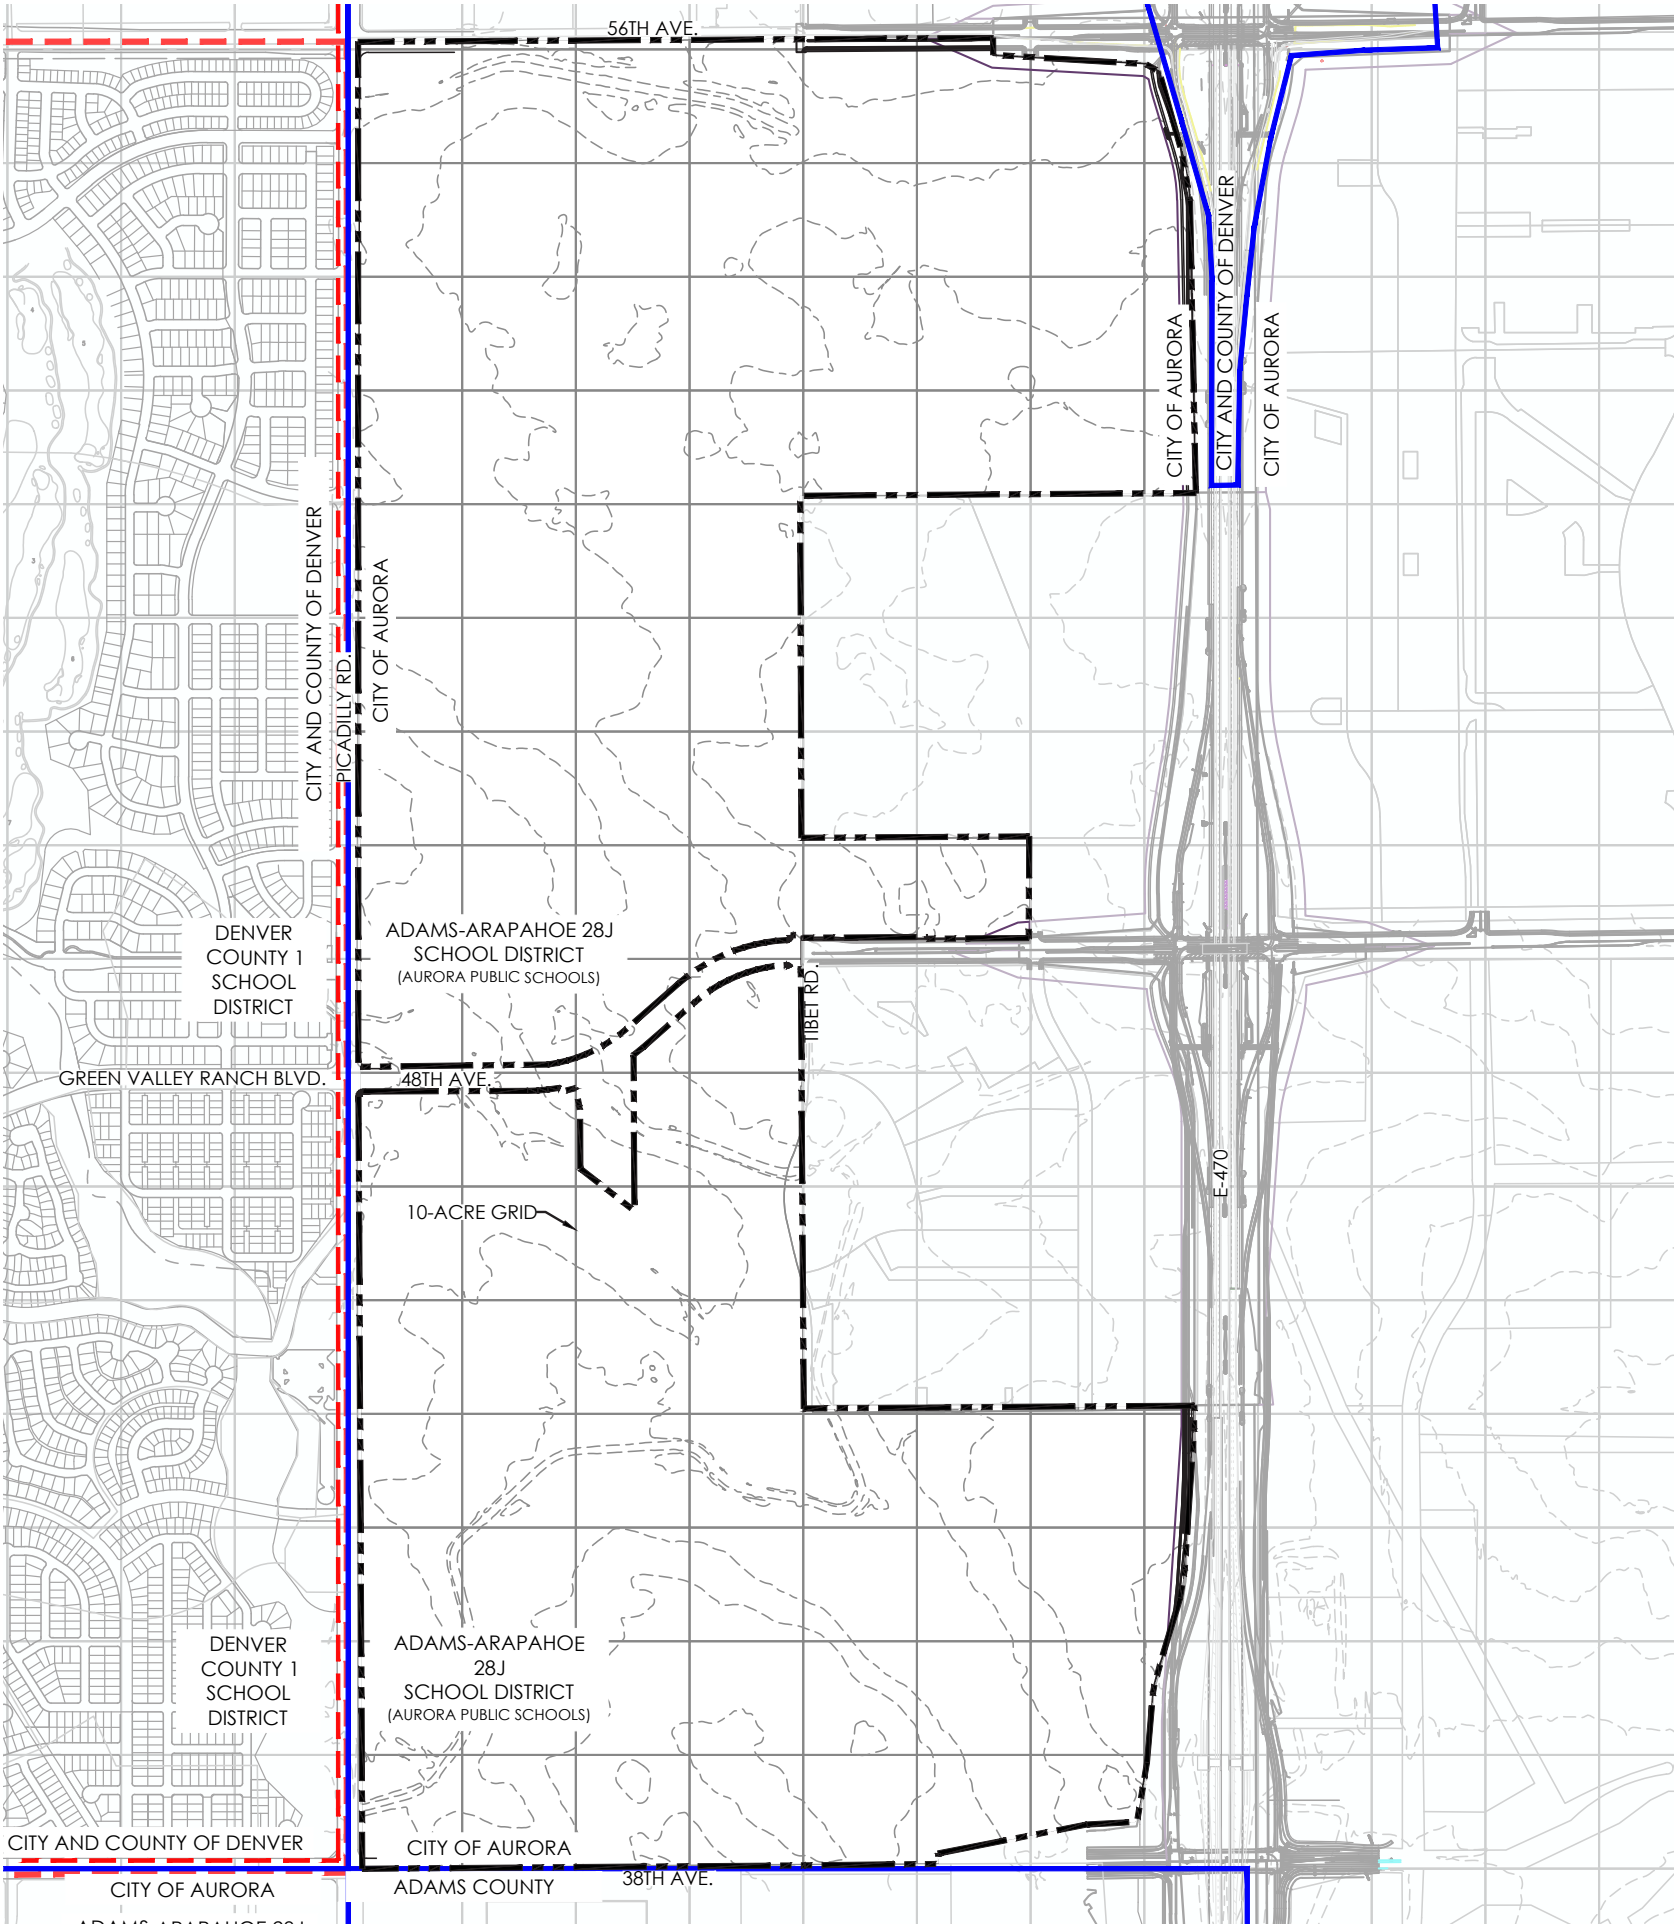 56TH AVE.
CITY AND COUNTY OF DENVER
CITY OF AURORA
CITY OF AURORA
CITY AND COUNTY OF DENVER
PICADILLY RD.
CITY OF AURORA
DENVER
COUNTY 1
SCHOOL
DISTRICT
ADAMS-ARAPAHOE 28J
SCHOOL DISTRICT
(AURORA PUBLIC SCHOOLS)
TIBET RD.
GREEN VALLEY RANCH BLVD.
48TH AVE.
E-470
10-ACRE GRID
DENVER
COUNTY 1
SCHOOL
DISTRICT
ADAMS-ARAPAHOE
28J
SCHOOL DISTRICT
(AURORA PUBLIC SCHOOLS)
CITY AND COUNTY OF DENVER
CITY OF AURORA
38TH AVE.
CITY OF AURORA
ADAMS COUNTY
ADAMS-ARAPAHOE 28J